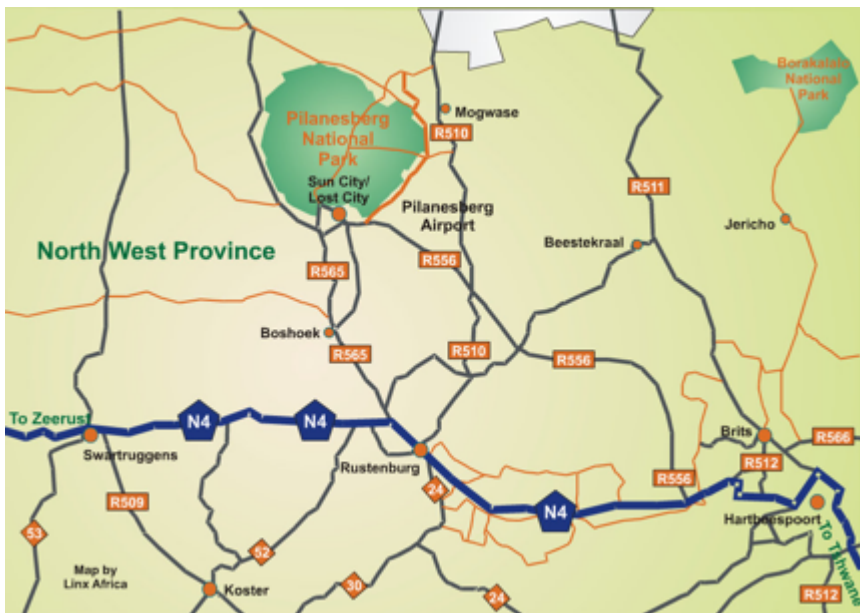 Pilanesberg
National
Park
Sun City/
Lost City
Mogwase
R510
Borakalalo
National
Park
R511
Jericho
Pilanesberg
Airport
Beestekraal
North West Province
R565
R556
Boshoek
R565
R510
R556
To Zeerust
N4
N4
Swartruggens
Rustenburg
Brits
R566
R512
R556
24
R509
N4
Hartbeespoort
To Tshwane
53
52
Map by
Linx Africa
Koster
30
24
R512